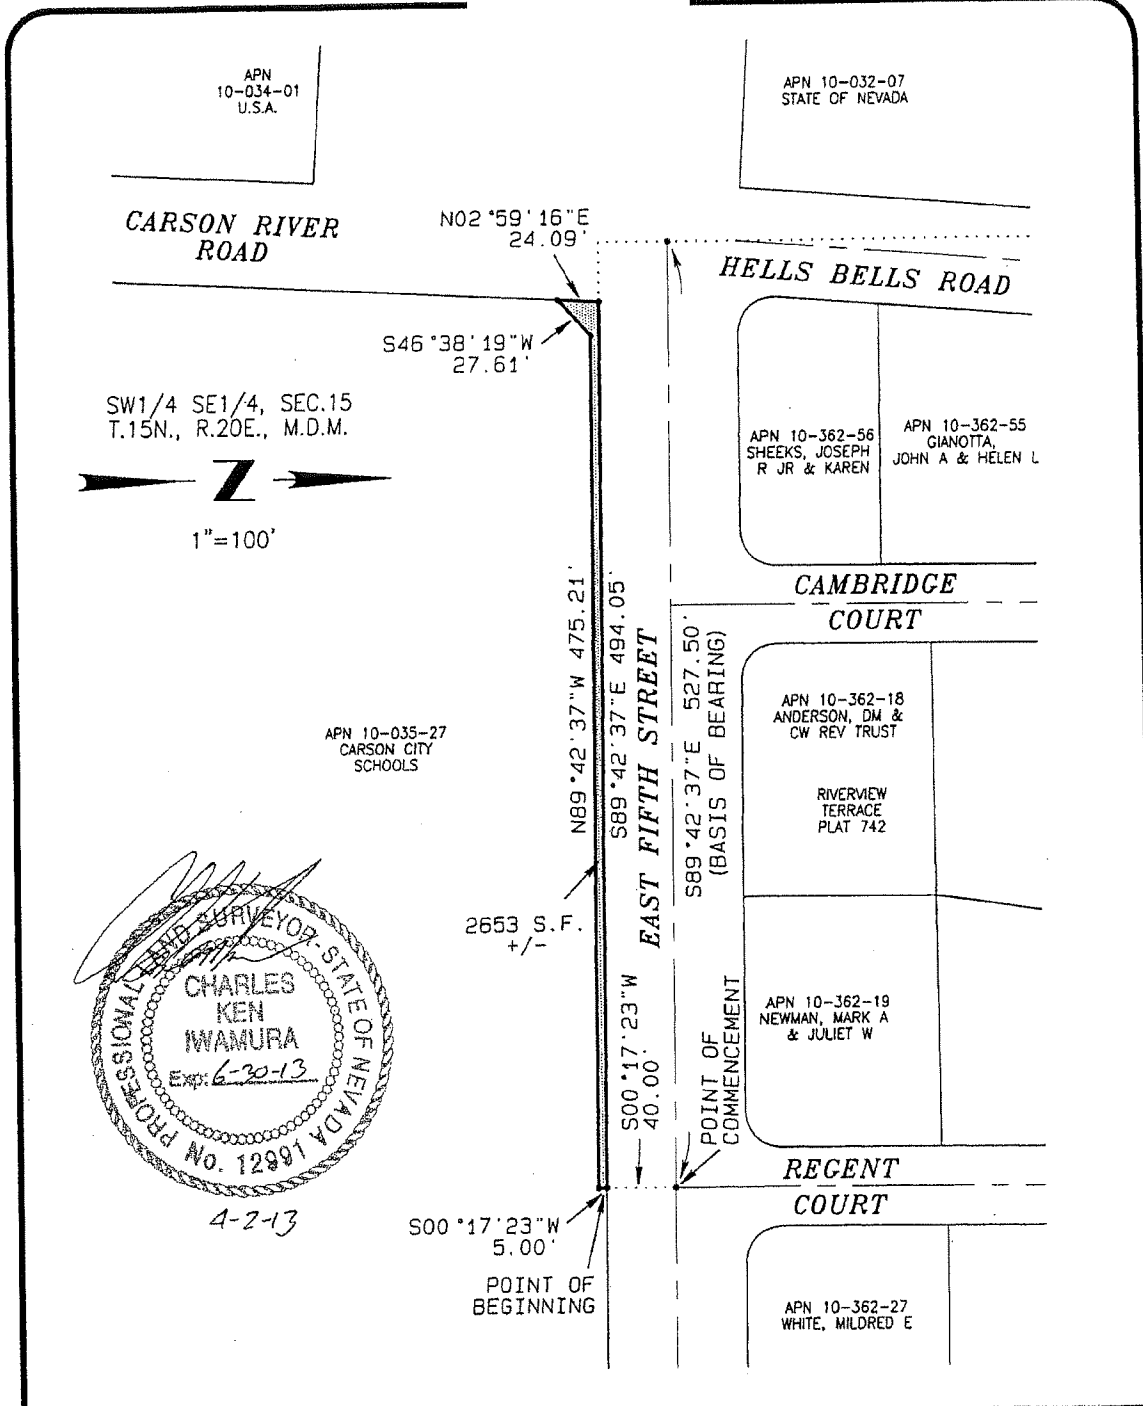 APN
10-034-01
U.S.A.
APN 10-032-07
STATE OF NEVADA
CARSON RIVER
ROAD
N02°59'16"E
24.09'
HELLS BELLS ROAD
S46°38'19"W
27.61'
SW1/4 SE1/4, SEC.15
T.15N., R.20E., M.D.M.
Z
1"=100'
APN 10-362-56
SHEEKS, JOSEPH
R JR & KAREN
APN 10-362-55
GIANOTTA,
JOHN A & HELEN L
CAMBRIDGE
COURT
N89°42'37"W 475.21'
S89°42'37"E 494.05'
EAST FIFTH STREET
S89°42'37"E 527.50'
(BASIS OF BEARING)
APN 10-362-18
ANDERSON, DM &
CW REV TRUST
RIVERVIEW
TERRACE
PLAT 742
APN 10-035-27
CARSON CITY
SCHOOLS
2653 S.F.
+/-
PROFESSIONAL LAND SURVEYOR-STATE OF NEVADA
CHARLES
KEN
IWAMURA
Exp: 6-30-13
No. 12991
4-2-13
S00°17'23"W
40.00'
POINT OF
COMMENCEMENT
APN 10-362-19
NEWMAN, MARK A
& JULIET W
REGENT
COURT
S00°17'23"W
5.00'
POINT OF
BEGINNING
APN 10-362-27
WHITE, MILDRED E